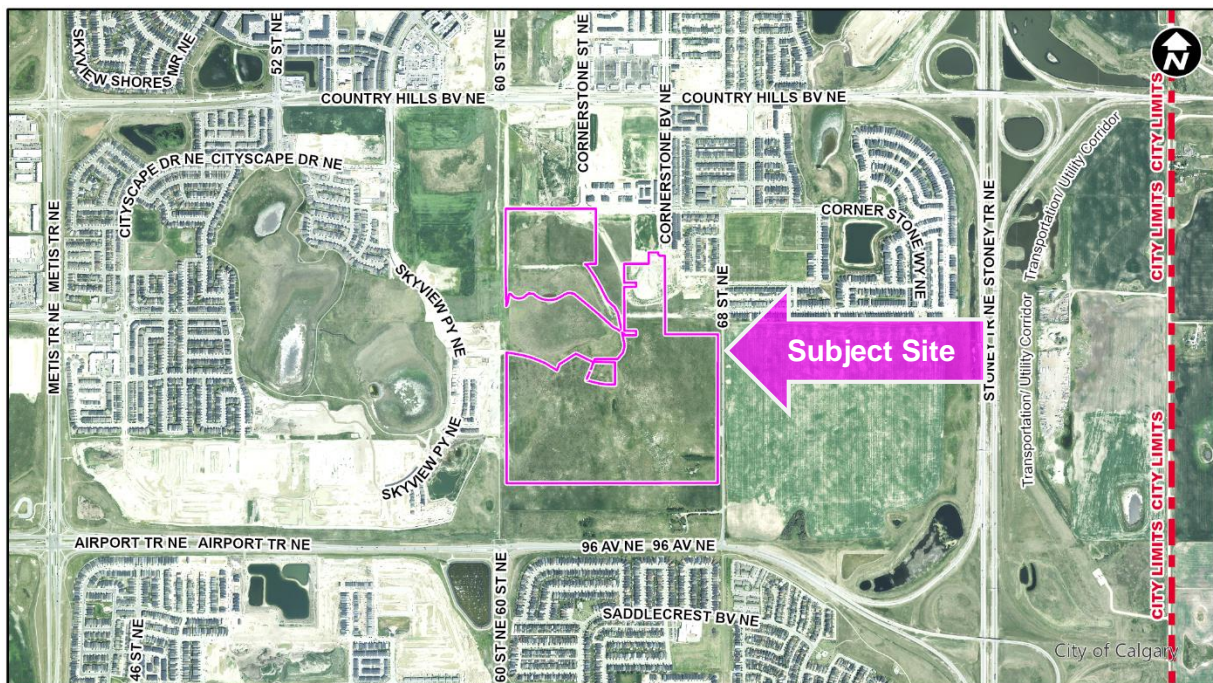 SKYVIEW SHORES MR NE
52 ST NE
60 ST NE
CORNERSTONE ST NE
CORNERSTONE BV NE
N
COUNTRY HILLS BV NE
COUNTRY HILLS BV NE
CITYSCAPE DR NE CITYSCAPE DR NE
CITYSCAPE DR NE
METIS TR NE METIS TR NE
CORNER STONE WY NE
SKYVIEW PY NE
SKYVIEW PY NE
68 ST NE
Subject Site
STONEY TR NE STONEY TR NE
Transportation/ Utility Corridor
Transportation/ Utility Corridor
CITY LIMITS CITY LIMITS
CITY LIMITS CITY LIMITS
AIRPORT TR NE AIRPORT TR NE
96 AV NE 96 AV NE
SADDLECREST BV NE
46 ST NE
60 ST NE 60 ST NE
City of Calgary